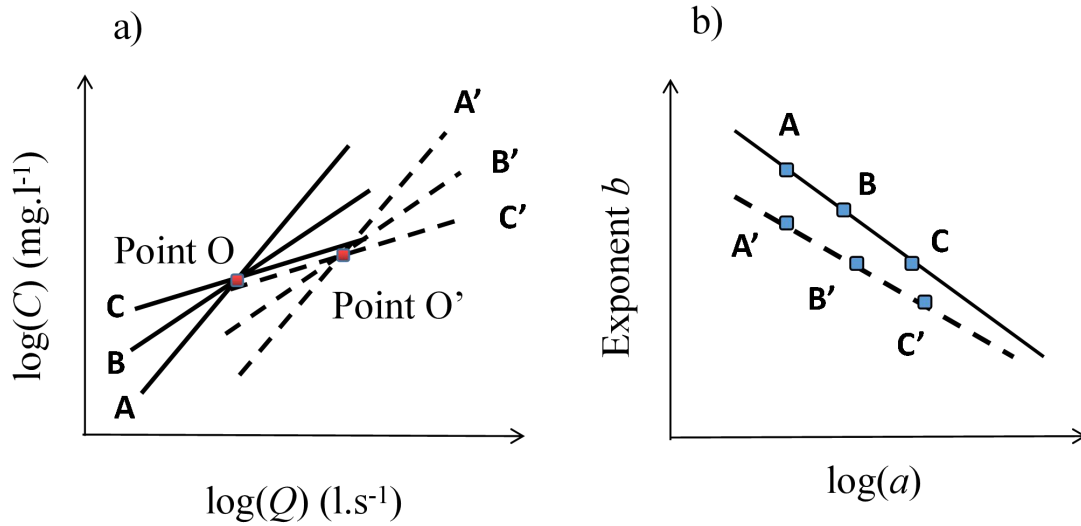 a)
log(C) (mg.l-1)
Point O
Point O’
A’
B’
C’
C
B
A
log(Q) (l.s-1)
b)
Exponent b
A
B
C
A’
B’
C’
log(a)